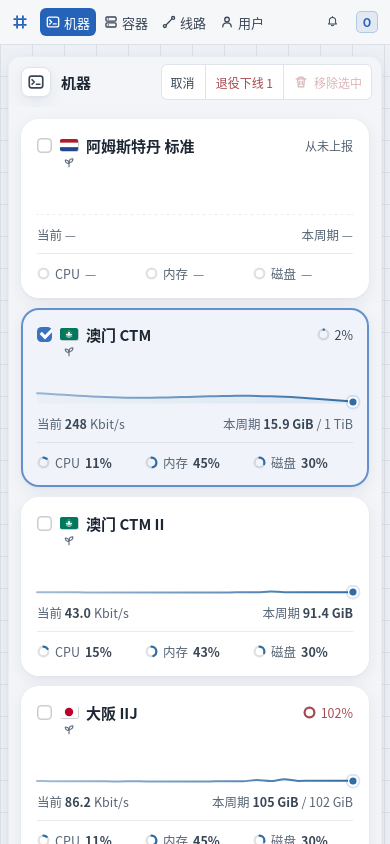 机器 容器 线路 用户 O
机器 取消 退役下线 1 移除选中
阿姆斯特丹 标准 从未上报
当前 — 本周期 —
CPU — 内存 — 磁盘 —
澳门 CTM 2%
当前 248 Kbit/s 本周期 15.9 GiB / 1 TiB
CPU 11% 内存 45% 磁盘 30%
澳门 CTM II
当前 43.0 Kbit/s 本周期 91.4 GiB
CPU 15% 内存 43% 磁盘 30%
大阪 IIJ 102%
当前 86.2 Kbit/s 本周期 105 GiB / 102 GiB
CPU 11% 内存 45% 磁盘 30%